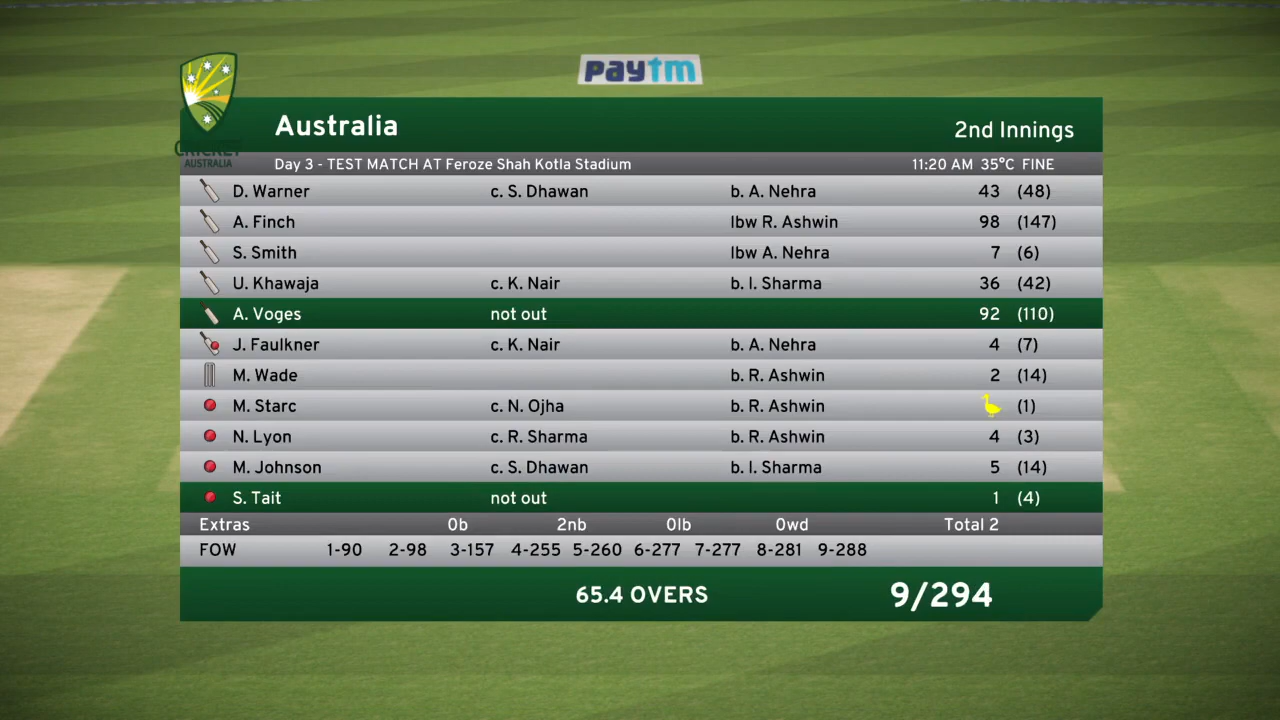 paytm
Australia
2nd Innings
CRICKET
AUSTRALIA
Day 3 - TEST MATCH AT Feroze Shah Kotla Stadium 11:20 AM 35°C FINE
D. Warner c. S. Dhawan b. A. Nehra 43 (48)
A. Finch lbw R. Ashwin 98 (147)
S. Smith lbw A. Nehra 7 (6)
U. Khawaja c. K. Nair b. I. Sharma 36 (42)
A. Voges not out 92 (110)
J. Faulkner c. K. Nair b. A. Nehra 4 (7)
M. Wade b. R. Ashwin 2 (14)
M. Starc c. N. Ojha b. R. Ashwin (1)
N. Lyon c. R. Sharma b. R. Ashwin 4 (3)
M. Johnson c. S. Dhawan b. I. Sharma 5 (14)
S. Tait not out 1 (4)
Extras 0b 2nb 0lb 0wd Total 2
FOW 1-90 2-98 3-157 4-255 5-260 6-277 7-277 8-281 9-288
65.4 OVERS 9/294